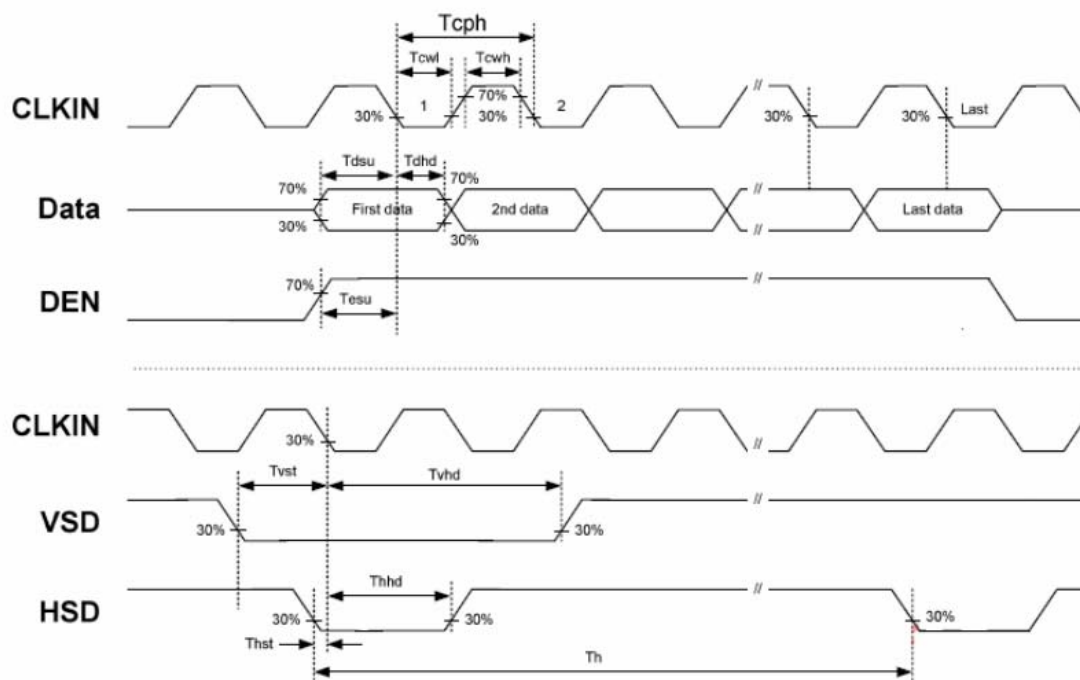 Tcph
Tcwl Tcwh
CLKIN 30% 1 70% 30% 2 // 30% 30% Last
Tdsu Tdhd
Data 70% 30% First data 70% 30% 2nd data // // Last data
DEN 70% Tesu //
CLKIN 30% //
Tvst Tvhd
VSD 30% 30% //
HSD 30% Thhd 30% // 30%
Thst
Th